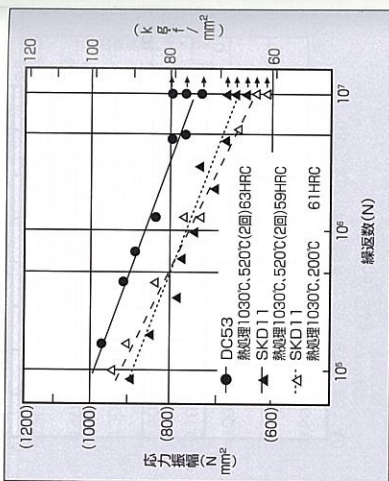 応力振幅(N/mm²)
(1200)
(1000)
(800)
(600)
(kgf/mm²)
100
80
60
● DC53
熱処理1030℃、520℃(2回)63HRC
▲ SKD11
熱処理1030℃、520℃(2回)59HRC
△ SKD11
熱処理1030℃、200℃ 61HRC
10⁵
10⁶
10⁷
繰返数(N)